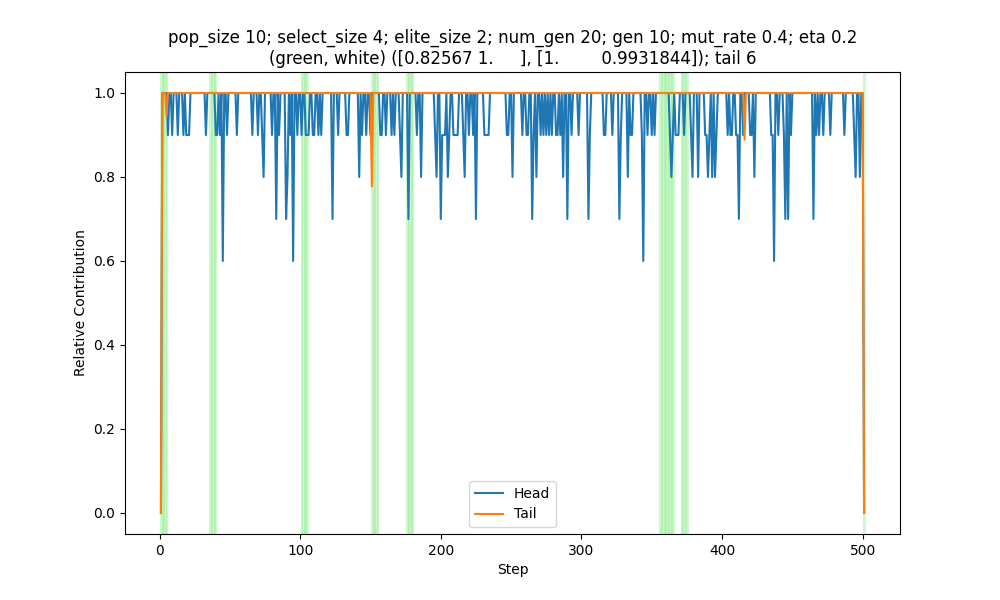 pop_size 10; select_size 4; elite_size 2; num_gen 20; gen 10; mut_rate 0.4; eta 0.2
(green, white) ([0.82567 1. ], [1. 0.9931844]); tail 6
1.0
0.8
0.6
0.4
0.2
0.0
Relative Contribution
Head
Tail
0 100 200 300 400 500
Step